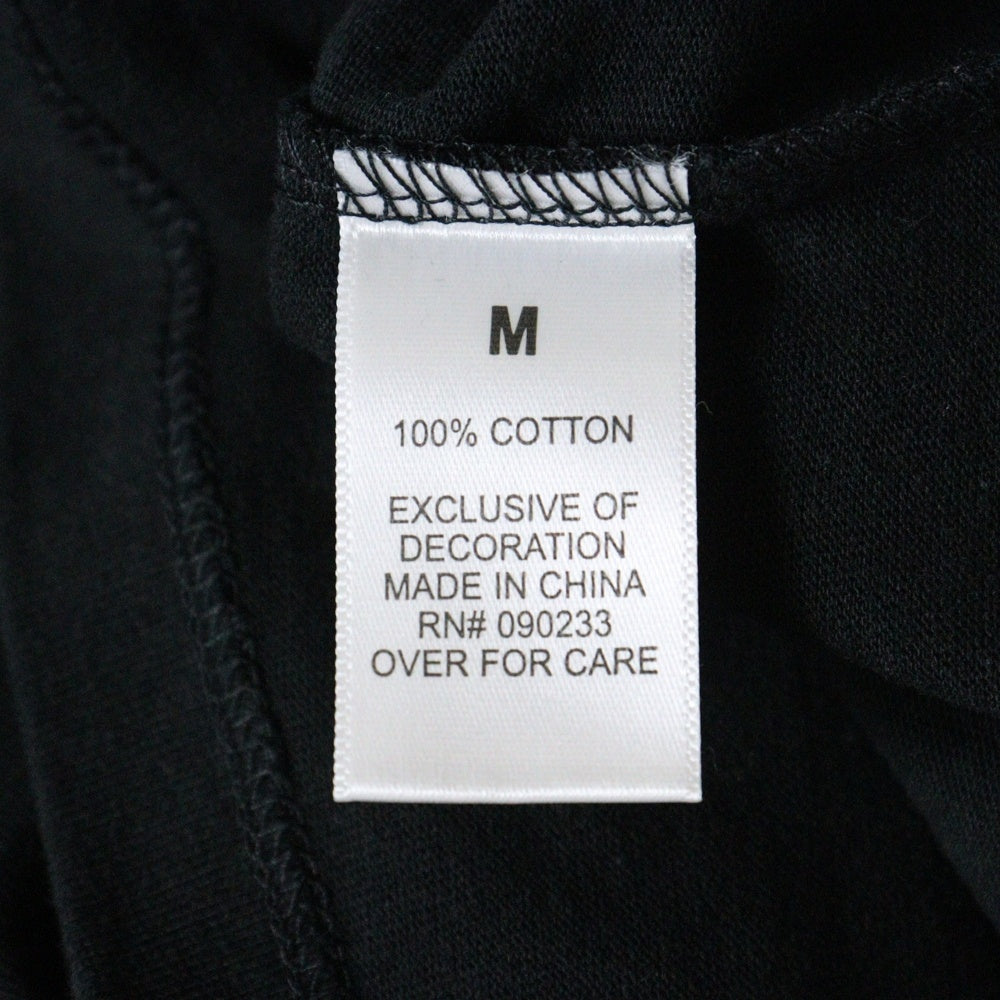 M
100% COTTON
EXCLUSIVE OF
DECORATION
MADE IN CHINA
RN# 090233
OVER FOR CARE